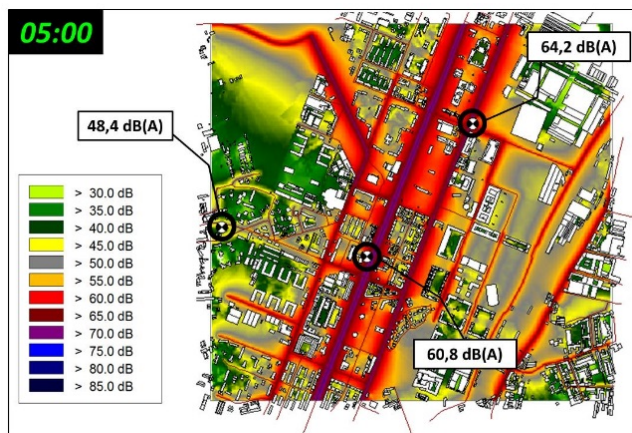 05:00
64,2 dB(A)
48,4 dB(A)
> 30.0 dB
> 35.0 dB
> 40.0 dB
> 45.0 dB
> 50.0 dB
> 55.0 dB
> 60.0 dB
> 65.0 dB
> 70.0 dB
> 75.0 dB
> 80.0 dB
> 85.0 dB
60,8 dB(A)